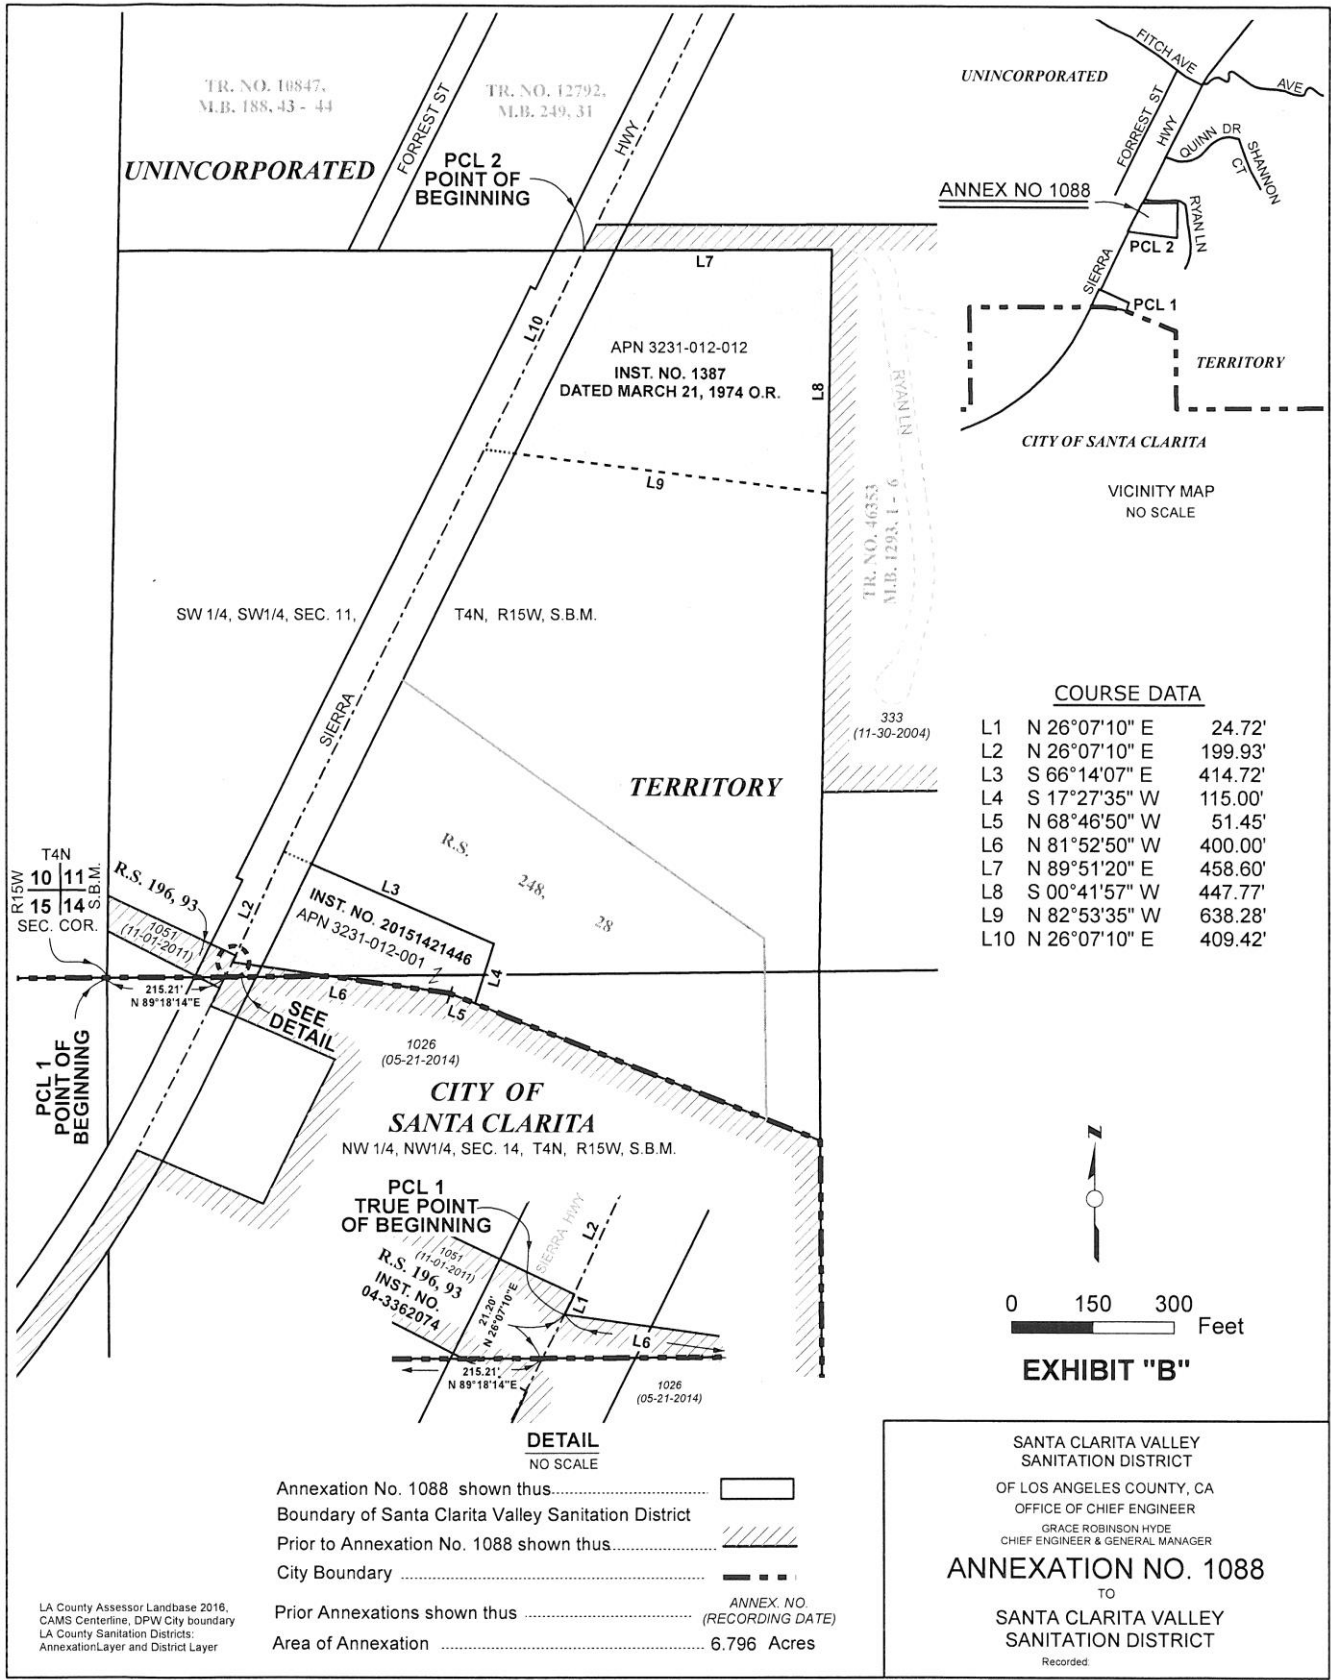 TR. NO. 10847,
M.B. 188, 43 - 44
TR. NO. 12792,
M.B. 249, 31
UNINCORPORATED
FORREST ST
PCL 2
POINT OF
BEGINNING
HWY
L7
L10
APN 3231-012-012
INST. NO. 1387
DATED MARCH 21, 1974 O.R.
L8
L9
RYAN LN
TR. NO. 46353
M.B. 1293, 1 - 6
333
(11-30-2004)
SW 1/4, SW1/4, SEC. 11,
T4N, R15W, S.B.M.
SIERRA
TERRITORY
R.S.
248,
28
UNINCORPORATED
FITCH AVE
AVE
FORREST ST
HWY
QUINN DR
SHANNON
CT
ANNEX NO 1088
RYAN LN
PCL 2
SIERRA
PCL 1
TERRITORY
CITY OF SANTA CLARITA
VICINITY MAP
NO SCALE
COURSE DATA
L1 N 26°07'10" E 24.72'
L2 N 26°07'10" E 199.93'
L3 S 66°14'07" E 414.72'
L4 S 17°27'35" W 115.00'
L5 N 68°46'50" W 51.45'
L6 N 81°52'50" W 400.00'
L7 N 89°51'20" E 458.60'
L8 S 00°41'57" W 447.77'
L9 N 82°53'35" W 638.28'
L10 N 26°07'10" E 409.42'
T4N
R15W
10 11
15 14
S.B.M.
SEC. COR.
R.S. 196, 93
1051
(11-01-2011)
L2
L3
INST. NO. 20151421446
APN 3231-012-001
L4
L5
L6
215.21'
N 89°18'14"E
SEE
DETAIL
PCL 1
POINT OF
BEGINNING
1026
(05-21-2014)
CITY OF
SANTA CLARITA
NW 1/4, NW1/4, SEC. 14, T4N, R15W, S.B.M.
PCL 1
TRUE POINT
OF BEGINNING
SIERRA HWY
L2
1051
(11-01-2011)
R.S. 196, 93
INST. NO.
04-3362074
21.20'
N 26°07'10"E
L1
L6
215.21'
N 89°18'14"E
1026
(05-21-2014)
DETAIL
NO SCALE
N
0 150 300
Feet
EXHIBIT "B"
Annexation No. 1088 shown thus
Boundary of Santa Clarita Valley Sanitation District
Prior to Annexation No. 1088 shown thus
City Boundary
Prior Annexations shown thus ANNEX. NO.
(RECORDING DATE)
Area of Annexation 6.796 Acres
LA County Assessor Landbase 2016,
CAMS Centerline, DPW City boundary
LA County Sanitation Districts:
AnnexationLayer and District Layer
SANTA CLARITA VALLEY
SANITATION DISTRICT
OF LOS ANGELES COUNTY, CA
OFFICE OF CHIEF ENGINEER
GRACE ROBINSON HYDE
CHIEF ENGINEER & GENERAL MANAGER
ANNEXATION NO. 1088
TO
SANTA CLARITA VALLEY
SANITATION DISTRICT
Recorded: